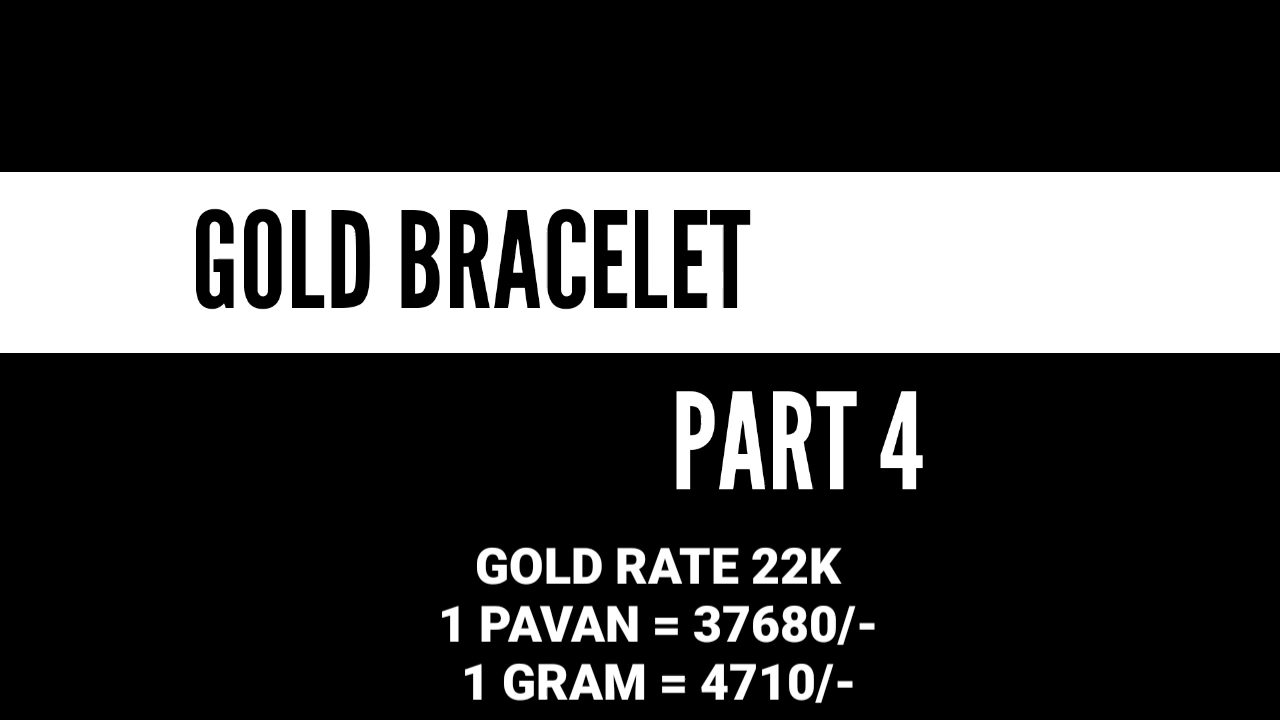 GOLD BRACELET
PART 4
GOLD RATE 22K
1 PAVAN = 37680/-
1 GRAM = 4710/-